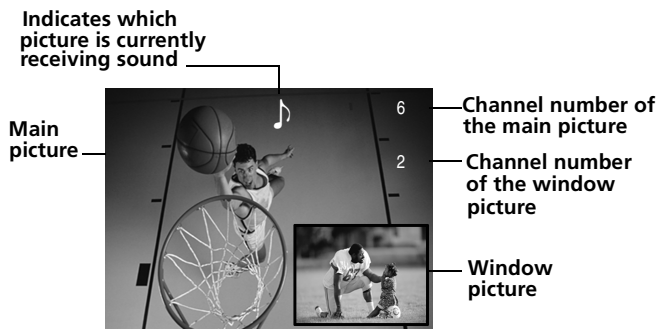 Indicates which
picture is currently
receiving sound
Main
picture
6
Channel number of
the main picture
2
Channel number
of the window
picture
Window
picture